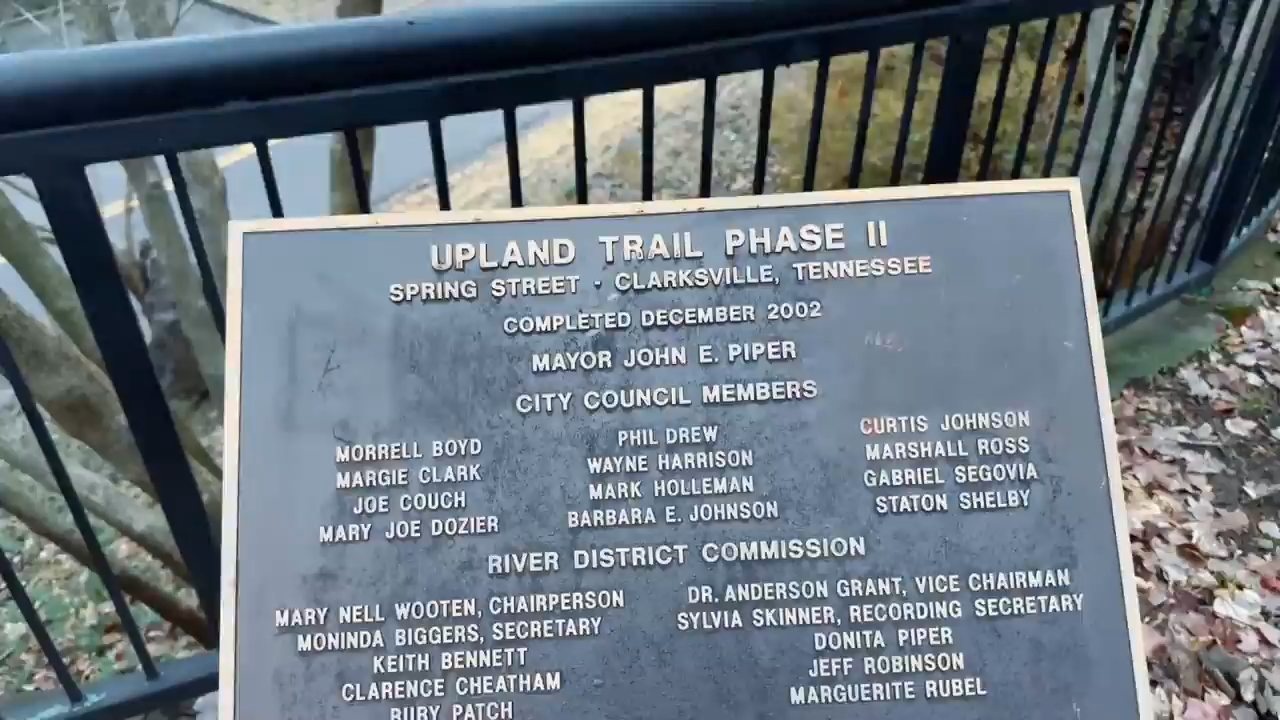 UPLAND TRAIL PHASE II
SPRING STREET - CLARKSVILLE, TENNESSEE
COMPLETED DECEMBER 2002
MAYOR JOHN E. PIPER
CITY COUNCIL MEMBERS
MORRELL BOYD
MARGIE CLARK
JOE COUCH
MARY JOE DOZIER
PHIL DREW
WAYNE HARRISON
MARK HOLLEMAN
BARBARA E. JOHNSON
CURTIS JOHNSON
MARSHALL ROSS
GABRIEL SEGOVIA
STATON SHELBY
RIVER DISTRICT COMMISSION
MARY NELL WOOTEN, CHAIRPERSON
MONINDA BIGGERS, SECRETARY
KEITH BENNETT
CLARENCE CHEATHAM
RUBY PATCH
DR. ANDERSON GRANT, VICE CHAIRMAN
SYLVIA SKINNER, RECORDING SECRETARY
DONITA PIPER
JEFF ROBINSON
MARGUERITE RUBEL